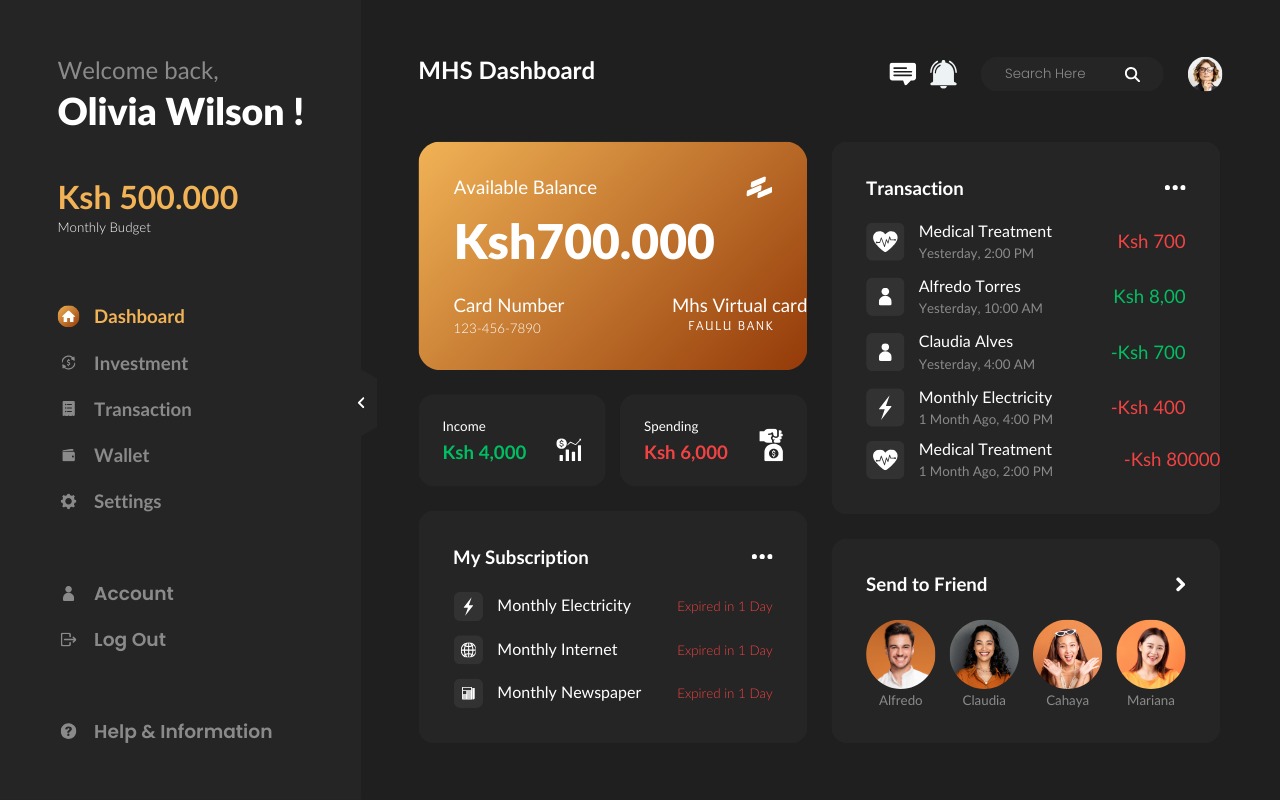 Welcome back,
Olivia Wilson !
Ksh 500.000
Monthly Budget
Dashboard
Investment
Transaction
Wallet
Settings
Account
Log Out
Help & Information
MHS Dashboard
Search Here
Available Balance
Ksh700.000
Card Number
123-456-7890
Mhs Virtual card
FAULU BANK
Income
Ksh 4,000
Spending
Ksh 6,000
My Subscription
Monthly Electricity
Expired in 1 Day
Monthly Internet
Expired in 1 Day
Monthly Newspaper
Expired in 1 Day
Transaction
Medical Treatment
Yesterday, 2:00 PM
Ksh 700
Alfredo Torres
Yesterday, 10:00 AM
Ksh 8,00
Claudia Alves
Yesterday, 4:00 AM
-Ksh 700
Monthly Electricity
1 Month Ago, 4:00 PM
-Ksh 400
Medical Treatment
1 Month Ago, 2:00 PM
-Ksh 80000
Send to Friend
Alfredo
Claudia
Cahaya
Mariana